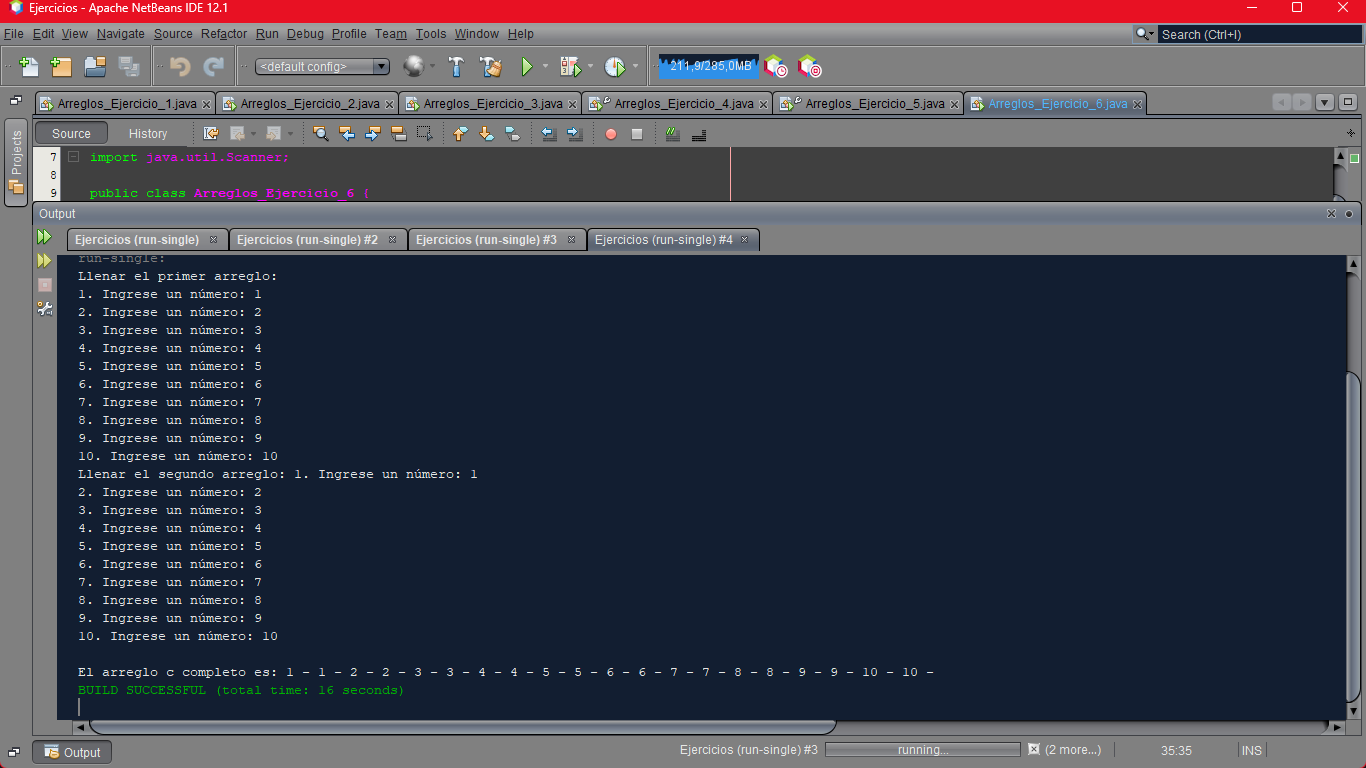 Ejercicios - Apache NetBeans IDE 12.1
File Edit View Navigate Source Refactor Run Debug Profile Team Tools Window Help
Search (Ctrl+I)
<default config>
211,9/285,0MB
Arreglos_Ejercicio_1.java Arreglos_Ejercicio_2.java Arreglos_Ejercicio_3.java Arreglos_Ejercicio_4.java Arreglos_Ejercicio_5.java Arreglos_Ejercicio_6.java
Projects
Source History
7 import java.util.Scanner;
8
9 public class Arreglos_Ejercicio_6 {
Output
Ejercicios (run-single) Ejercicios (run-single) #2 Ejercicios (run-single) #3 Ejercicios (run-single) #4
run-single:
Llenar el primer arreglo:
1. Ingrese un número: 1
2. Ingrese un número: 2
3. Ingrese un número: 3
4. Ingrese un número: 4
5. Ingrese un número: 5
6. Ingrese un número: 6
7. Ingrese un número: 7
8. Ingrese un número: 8
9. Ingrese un número: 9
10. Ingrese un número: 10
Llenar el segundo arreglo: 1. Ingrese un número: 1
2. Ingrese un número: 2
3. Ingrese un número: 3
4. Ingrese un número: 4
5. Ingrese un número: 5
6. Ingrese un número: 6
7. Ingrese un número: 7
8. Ingrese un número: 8
9. Ingrese un número: 9
10. Ingrese un número: 10
El arreglo c completo es: 1 - 1 - 2 - 2 - 3 - 3 - 4 - 4 - 5 - 5 - 6 - 6 - 7 - 7 - 8 - 8 - 9 - 9 - 10 - 10 -
BUILD SUCCESSFUL (total time: 16 seconds)
Output
Ejercicios (run-single) #3 running... (2 more...) 35:35 INS